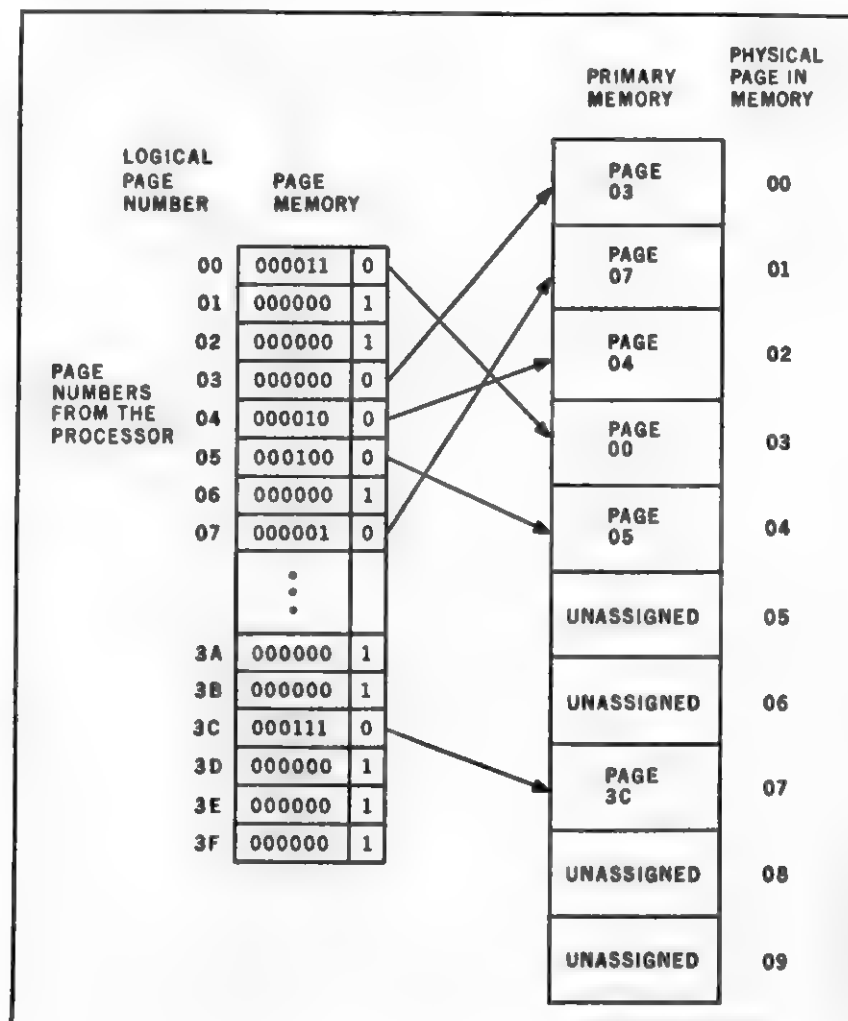 LOGICAL
PAGE
NUMBER
PAGE
MEMORY
PRIMARY
MEMORY
PHYSICAL
PAGE IN
MEMORY
PAGE
NUMBERS
FROM THE
PROCESSOR
00 000011 0
01 000000 1
02 000000 1
03 000000 0
04 000010 0
05 000100 0
06 000000 1
07 000001 0
3A 000000 1
3B 000000 1
3C 000111 0
3D 000000 1
3E 000000 1
3F 000000 1
PAGE
03
00
PAGE
07
01
PAGE
04
02
PAGE
00
03
PAGE
05
04
UNASSIGNED 05
UNASSIGNED 06
PAGE
3C
07
UNASSIGNED 08
UNASSIGNED 09